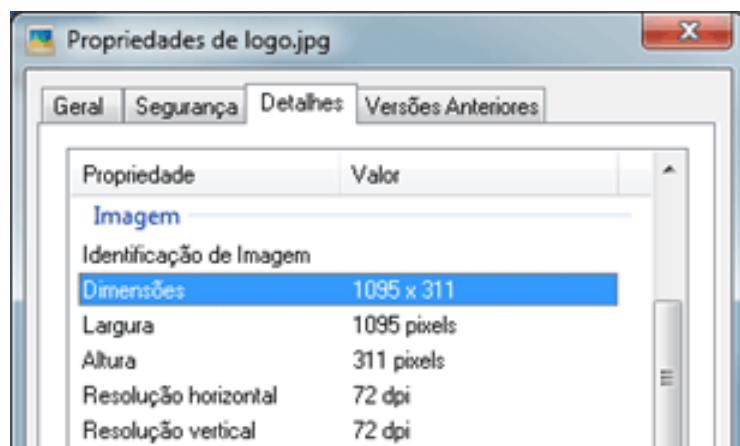 Propriedades de logo.jpg
Geral Segurança Detalhes Versões Anteriores
Propriedade Valor
Imagem
Identificação de Imagem
Dimensões 1095 x 311
Largura 1095 pixels
Altura 311 pixels
Resolução horizontal 72 dpi
Resolução vertical 72 dpi